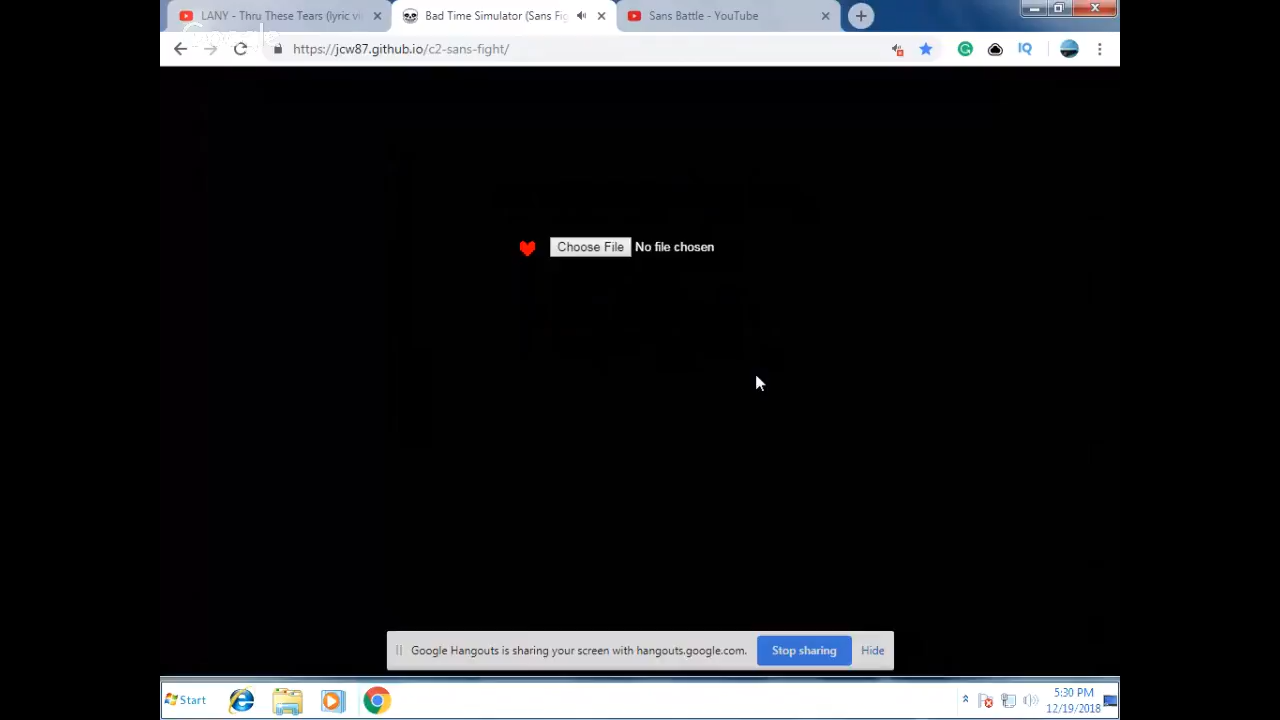 LANY - Thru These Tears (lyric vi
Bad Time Simulator (Sans Fig
Sans Battle - YouTube
Google
https://jcw87.github.io/c2-sans-fight/
IQ
Choose File No file chosen
Google Hangouts is sharing your screen with hangouts.google.com. Stop sharing Hide
Start
5:30 PM
12/19/2018